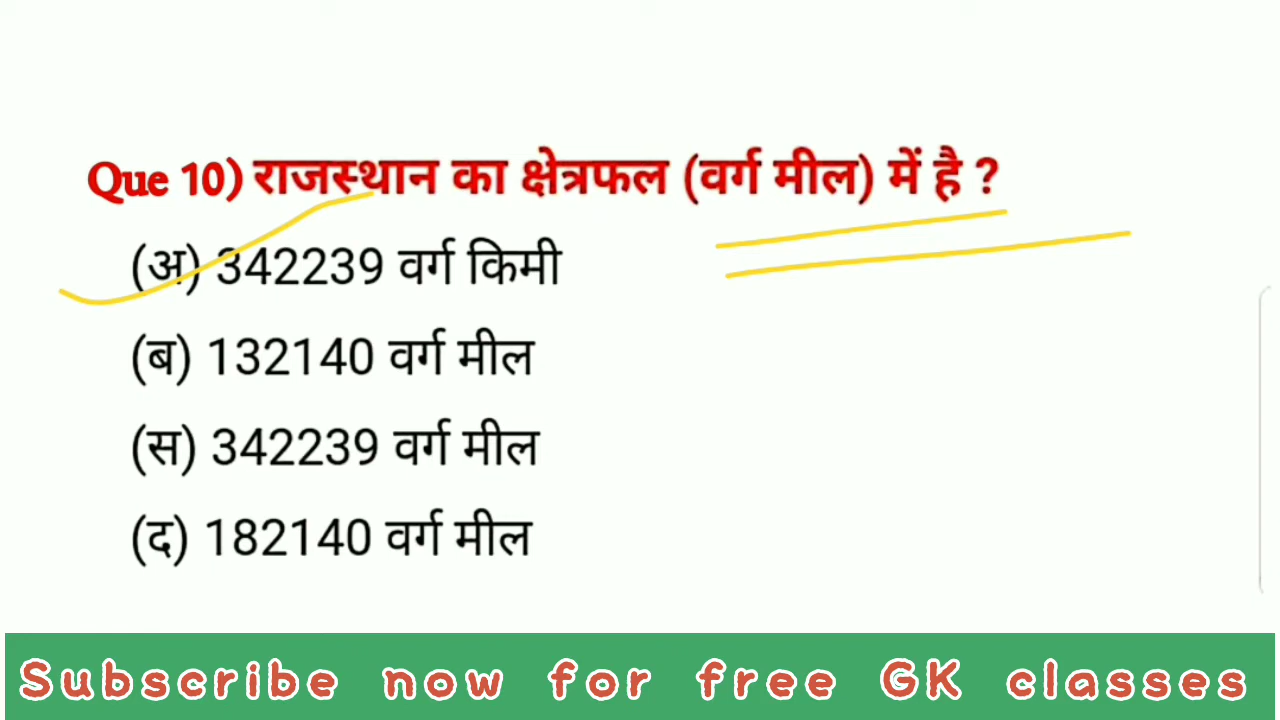 Que 10) राजस्थान का क्षेत्रफल (वर्ग मील) में है ?
(अ) 342239 वर्ग किमी
(ब) 132140 वर्ग मील
(स) 342239 वर्ग मील
(द) 182140 वर्ग मील
Subscribe now for free GK classes